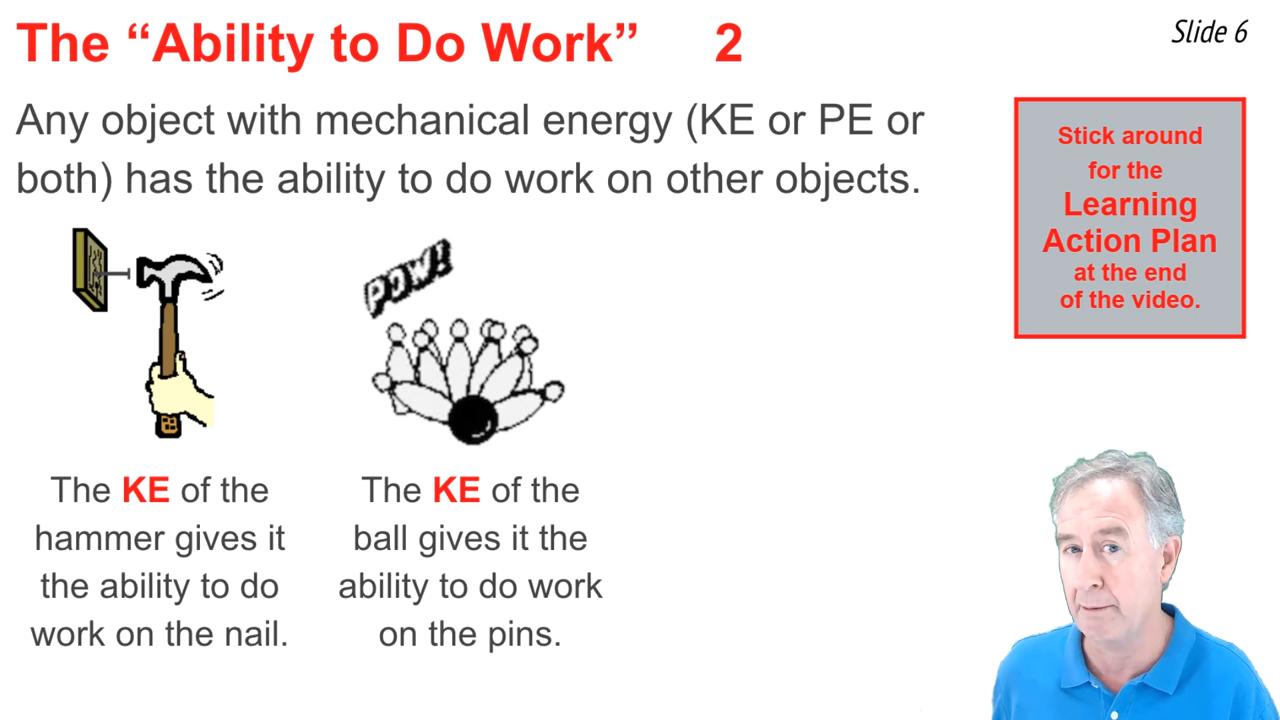 The “Ability to Do Work” 2
Slide 6
Any object with mechanical energy (KE or PE or
both) has the ability to do work on other objects.
Stick around
for the
Learning
Action Plan
at the end
of the video.
POW!
The KE of the
hammer gives it
the ability to do
work on the nail.
The KE of the
ball gives it the
ability to do work
on the pins.